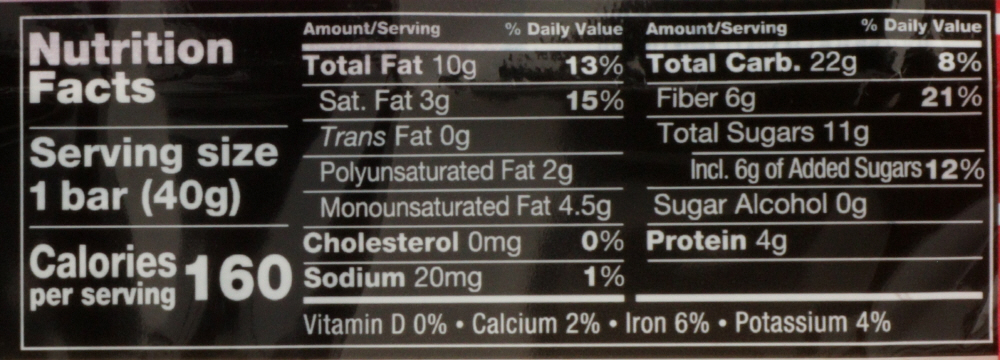 Nutrition
Facts
Serving size
1 bar (40g)
Calories
per serving
160
Amount/Serving % Daily Value
Total Fat 10g 13%
Sat. Fat 3g 15%
Trans Fat 0g
Polyunsaturated Fat 2g
Monounsaturated Fat 4.5g
Cholesterol 0mg 0%
Sodium 20mg 1%
Amount/Serving % Daily Value
Total Carb. 22g 8%
Fiber 6g 21%
Total Sugars 11g
Incl. 6g of Added Sugars 12%
Sugar Alcohol 0g
Protein 4g
Vitamin D 0% • Calcium 2% • Iron 6% • Potassium 4%